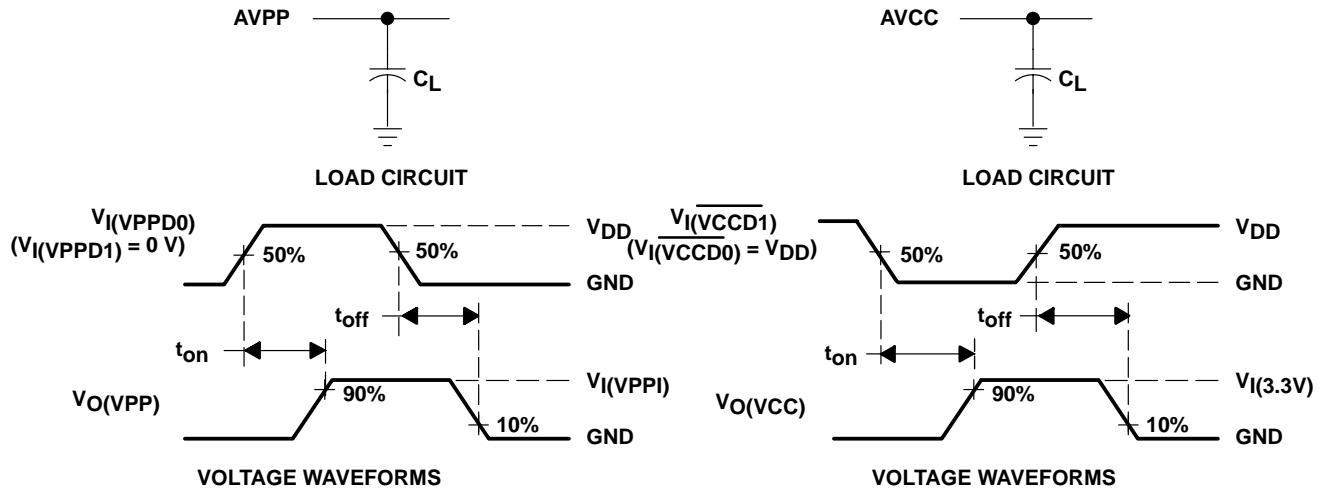 AVPP
CL
LOAD CIRCUIT
VI(VPPD0)
(VI(VPPD1) = 0 V)
50%
50%
VDD
GND
toff
ton
VO(VPP)
90%
10%
VI(VPPI)
GND
VOLTAGE WAVEFORMS
AVCC
CL
LOAD CIRCUIT
VI(V̅C̅C̅D̅1̅)
(VI(V̅C̅C̅D̅0̅) = VDD)
50%
50%
VDD
GND
toff
ton
VO(VCC)
90%
10%
VI(3.3V)
GND
VOLTAGE WAVEFORMS